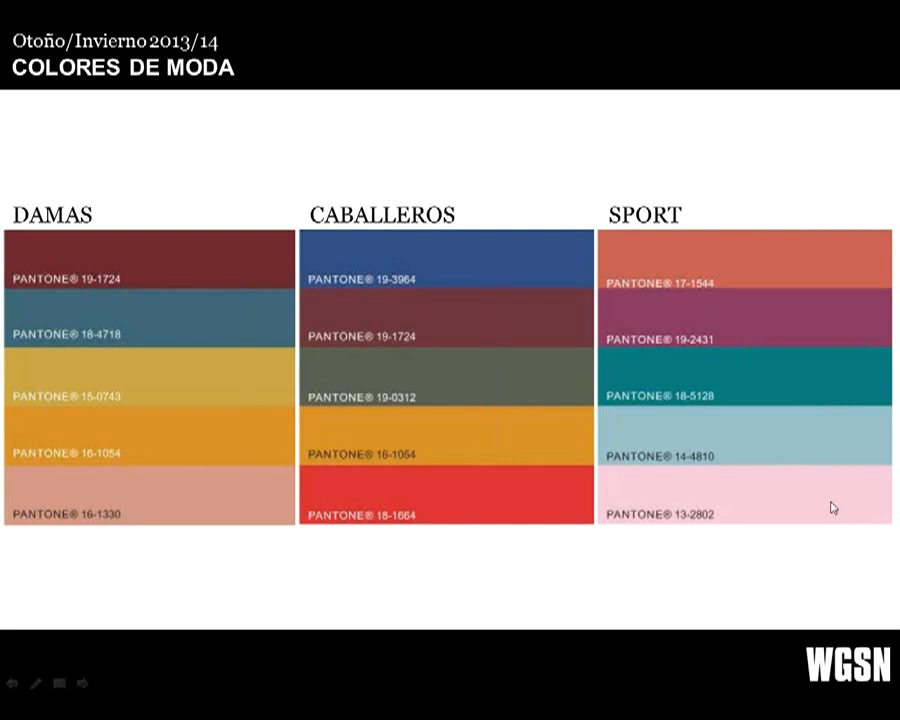 Otoño/Invierno 2013/14
COLORES DE MODA
DAMAS
PANTONE® 19-1724
PANTONE® 18-4718
PANTONE® 15-0743
PANTONE® 16-1054
PANTONE® 16-1330
CABALLEROS
PANTONE® 19-3964
PANTONE® 19-1724
PANTONE® 19-0312
PANTONE® 16-1054
PANTONE® 18-1664
SPORT
PANTONE® 17-1544
PANTONE® 19-2431
PANTONE® 18-5128
PANTONE® 14-4810
PANTONE® 13-2802
WGSN